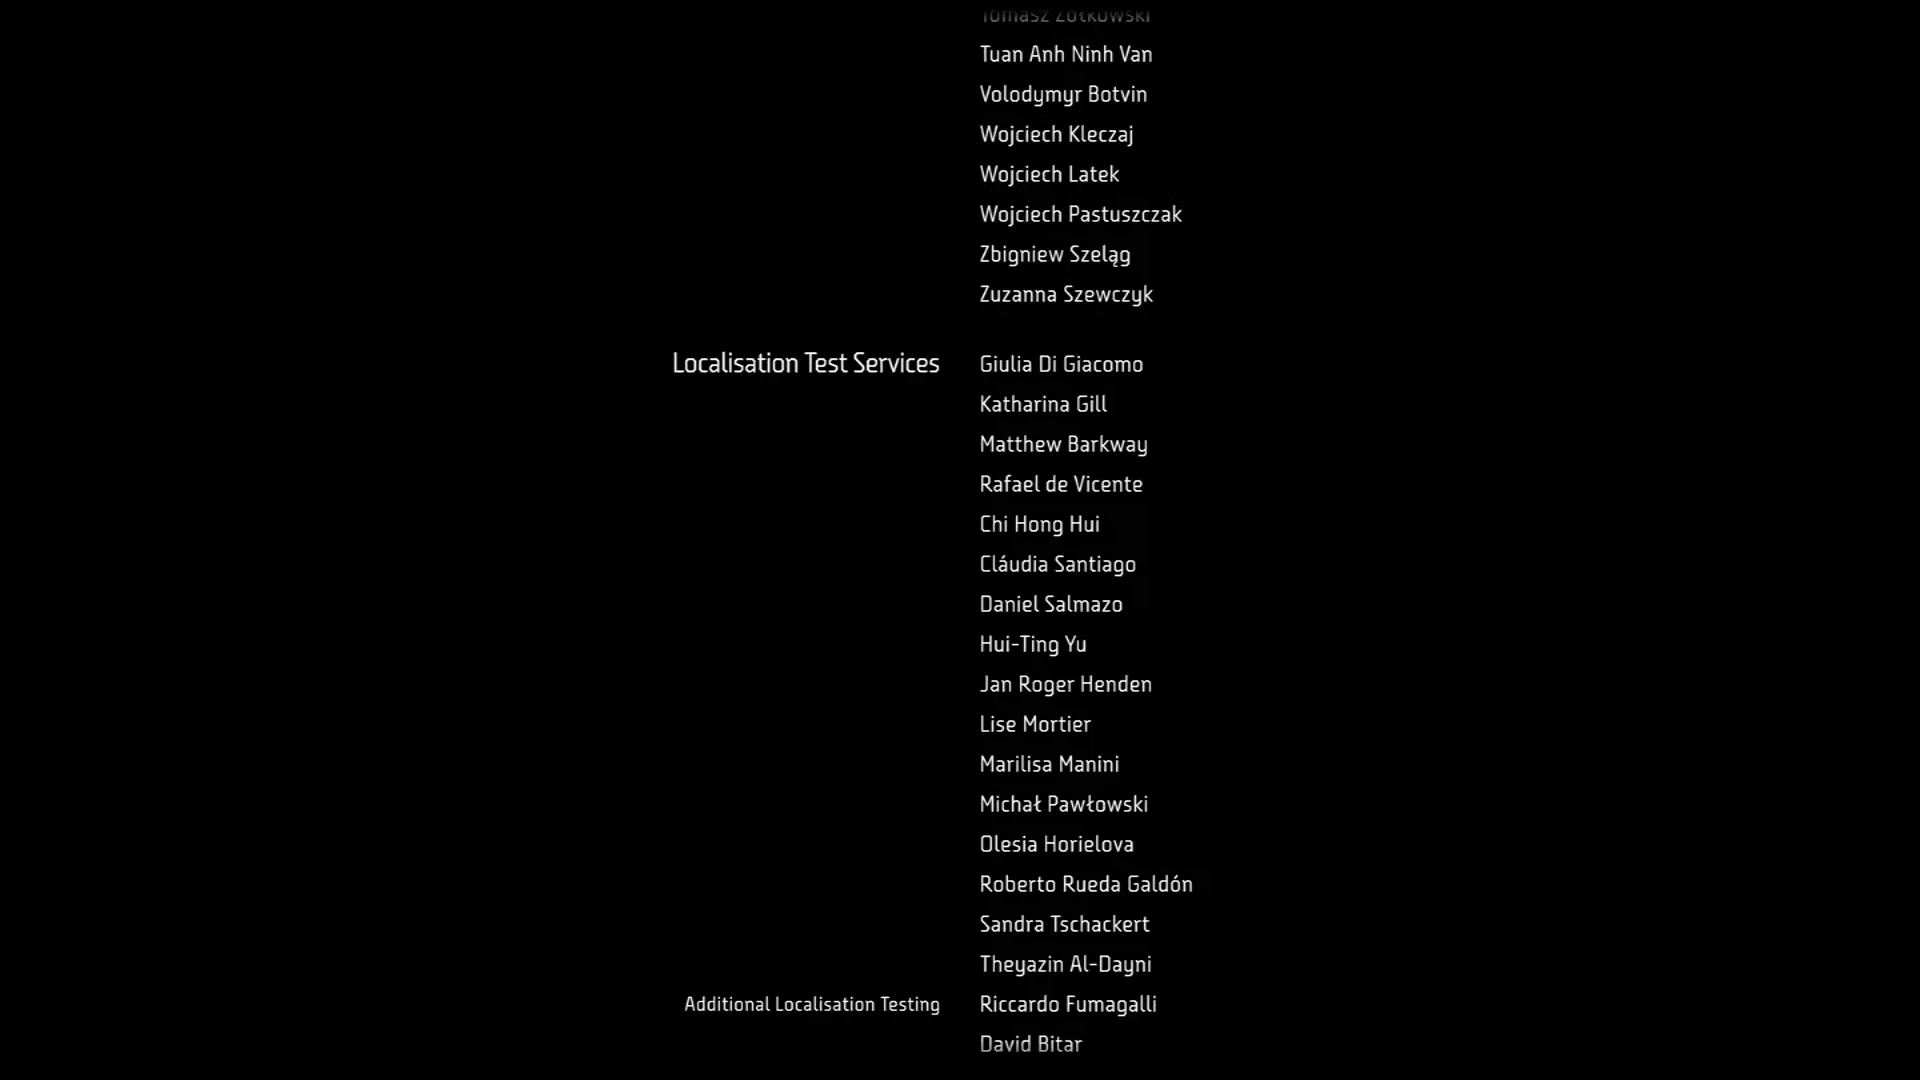 Tomasz Żółkowski
Tuan Anh Ninh Van
Volodymyr Botvin
Wojciech Kleczaj
Wojciech Latek
Wojciech Pastuszczak
Zbigniew Szeląg
Zuzanna Szewczyk
Localisation Test Services Giulia Di Giacomo
Katharina Gill
Matthew Barkway
Rafael de Vicente
Chi Hong Hui
Cláudia Santiago
Daniel Salmazo
Hui-Ting Yu
Jan Roger Henden
Lise Mortier
Marilisa Manini
Michał Pawłowski
Olesia Horielova
Roberto Rueda Galdón
Sandra Tschackert
Theyazin Al-Dayni
Additional Localisation Testing Riccardo Fumagalli
David Bitar